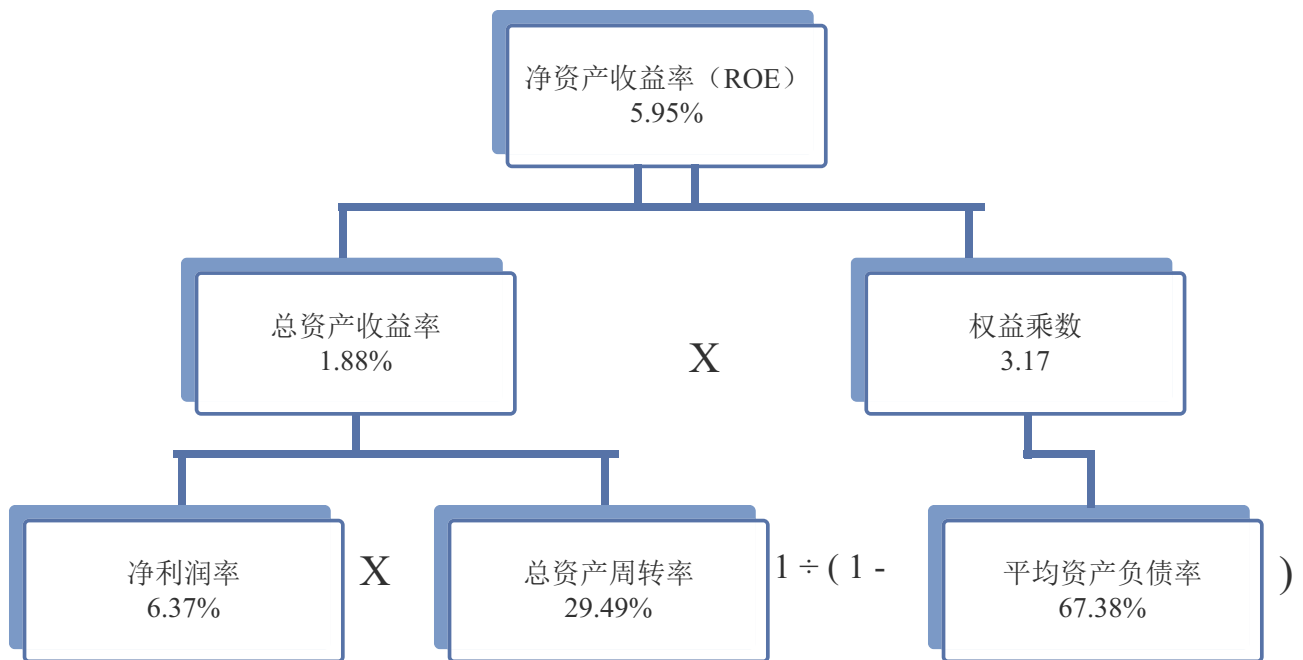 净资产收益率（ROE）
5.95%
总资产收益率
1.88%
X
权益乘数
3.17
净利润率
6.37%
X
总资产周转率
29.49%
1 ÷ ( 1 -
平均资产负债率
67.38%
)